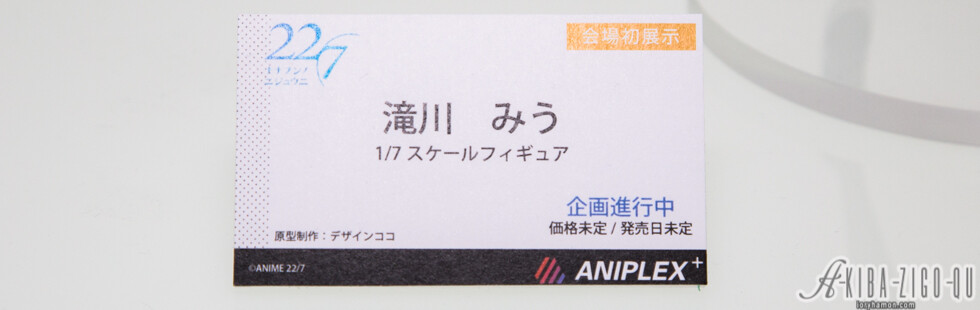 22/7
ナナブンノ
ニジュウニ
会場初展示
滝川 みう
1/7 スケールフィギュア
企画進行中
価格未定 / 発売日未定
原型制作：デザインココ
©ANIME 22/7
ANIPLEX+
AKIBA-ZIGO-QU
losyhamon.com